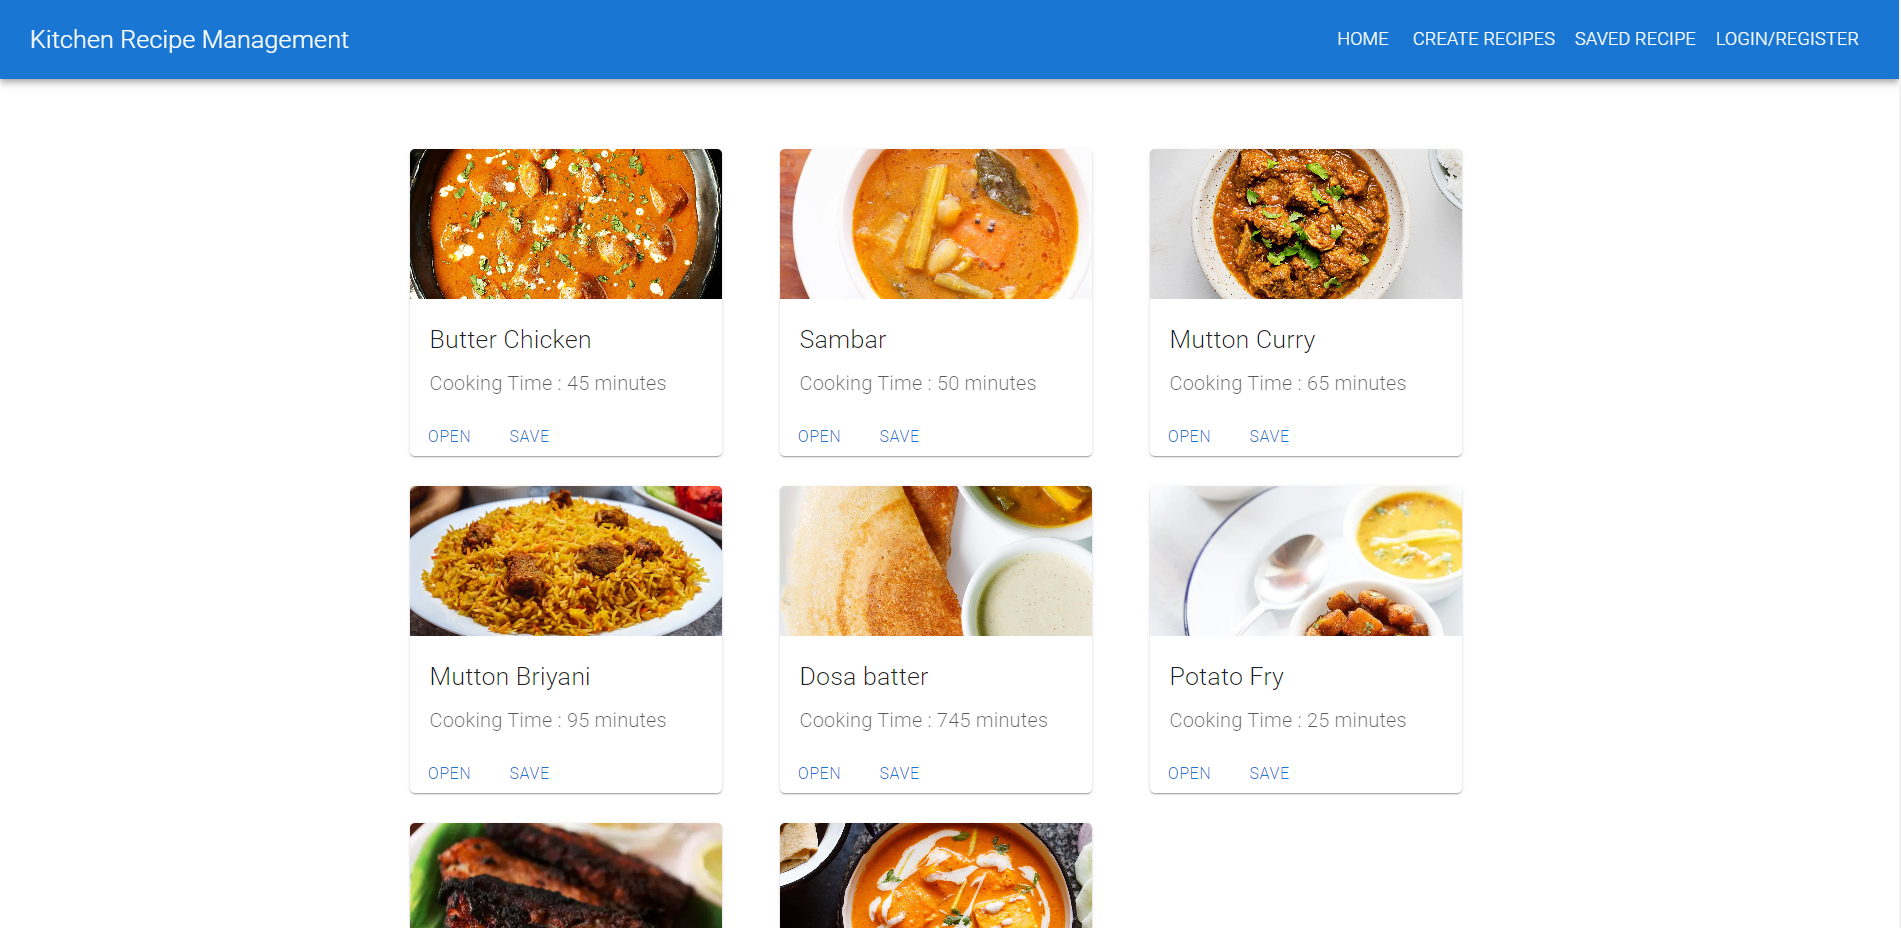 Kitchen Recipe Management
HOME CREATE RECIPES SAVED RECIPE LOGIN/REGISTER
Butter Chicken
Cooking Time : 45 minutes
OPEN SAVE
Sambar
Cooking Time : 50 minutes
OPEN SAVE
Mutton Curry
Cooking Time : 65 minutes
OPEN SAVE
Mutton Briyani
Cooking Time : 95 minutes
OPEN SAVE
Dosa batter
Cooking Time : 745 minutes
OPEN SAVE
Potato Fry
Cooking Time : 25 minutes
OPEN SAVE